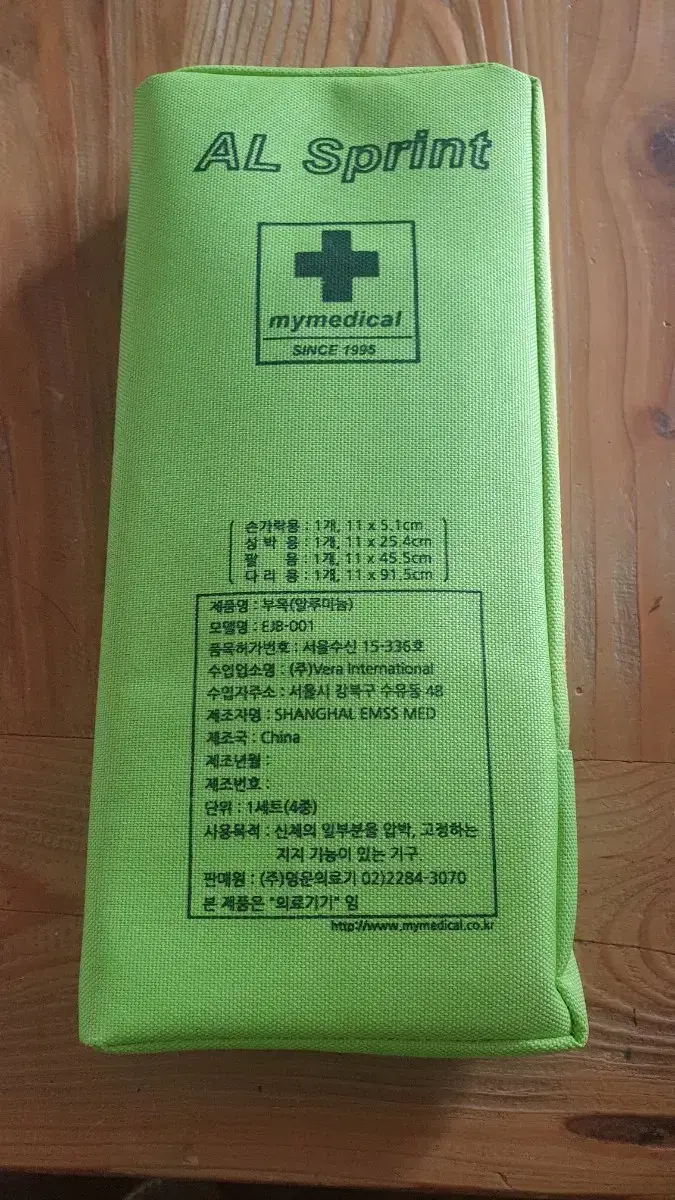 AL Sprint
mymedical
SINCE 1995
손가락용 : 1개, 11 x 5.1cm
성 박 용 : 1개, 11 x 25.4cm
팔 용 : 1개, 11 x 45.5cm
다 리 용 : 1개, 11 x 91.5cm
제품명 : 부목(알루미늄)
모델명 : EJB-001
품목허가번호 : 서울수신 15-336호
수입업소명 : (주)Vera International
수입자주소 : 서울시 강북구 수유동 48
제조자명 : SHANGHAL EMSS MED
제조국 : China
제조년월 :
제조번호 :
단위 : 1세트(4종)
사용목적 : 신체의 일부분을 압박, 고정하는
지지 기능이 있는 기구.
판매원 : (주)명문의료기 02)2284-3070
본 제품은 "의료기기" 임
http://www.mymedical.co.kr